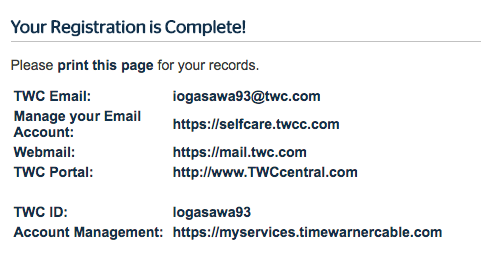 Your Registration is Complete!
Please print this page for your records.
TWC Email: iogasawa93@twc.com
Manage your Email Account: https://selfcare.twcc.com
Webmail: https://mail.twc.com
TWC Portal: http://www.TWCcentral.com
TWC ID: Iogasawa93
Account Management: https://myservices.timewarnercable.com